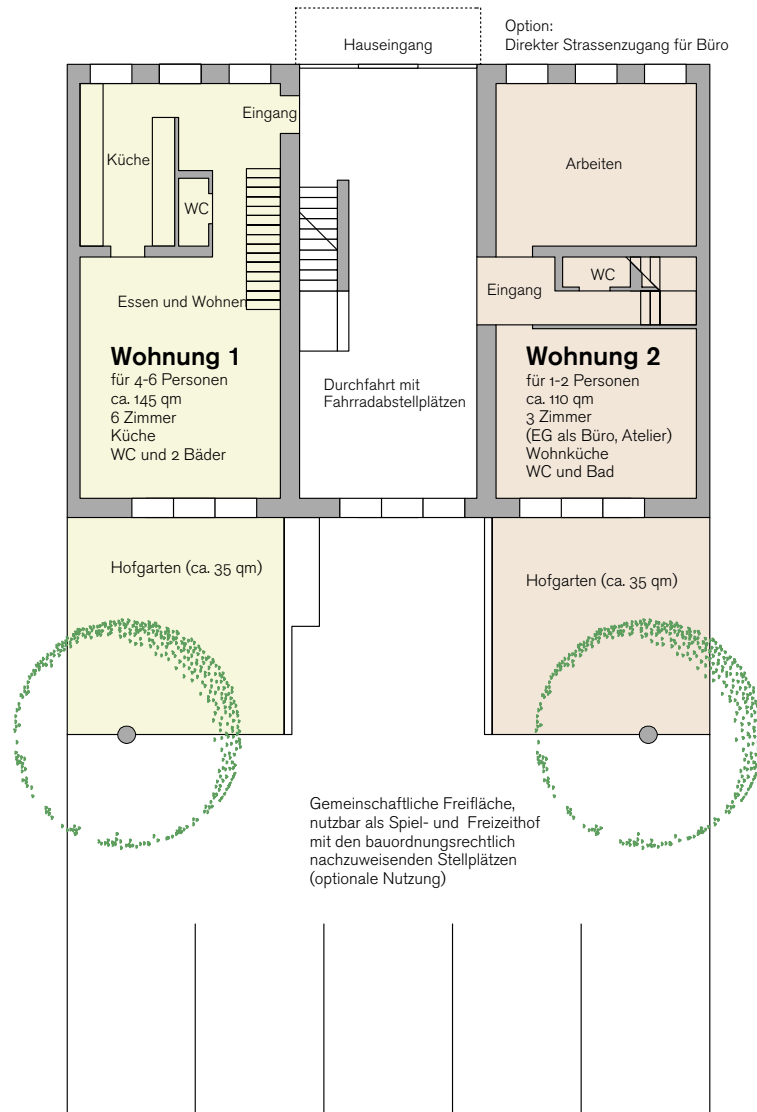 Option:
Direkter Strassenzugang für Büro
Hauseingang
Eingang
Küche
WC
Essen und Wohnen
Wohnung 1
für 4-6 Personen
ca. 145 qm
6 Zimmer
Küche
WC und 2 Bäder
Durchfahrt mit
Fahrradabstellplätzen
Arbeiten
WC
Eingang
Wohnung 2
für 1-2 Personen
ca. 110 qm
3 Zimmer
(EG als Büro, Atelier)
Wohnküche
WC und Bad
Hofgarten (ca. 35 qm)
Hofgarten (ca. 35 qm)
Gemeinschaftliche Freifläche,
nutzbar als Spiel- und Freizeithof
mit den bauordnungsrechtlich
nachzuweisenden Stellplätzen
(optionale Nutzung)